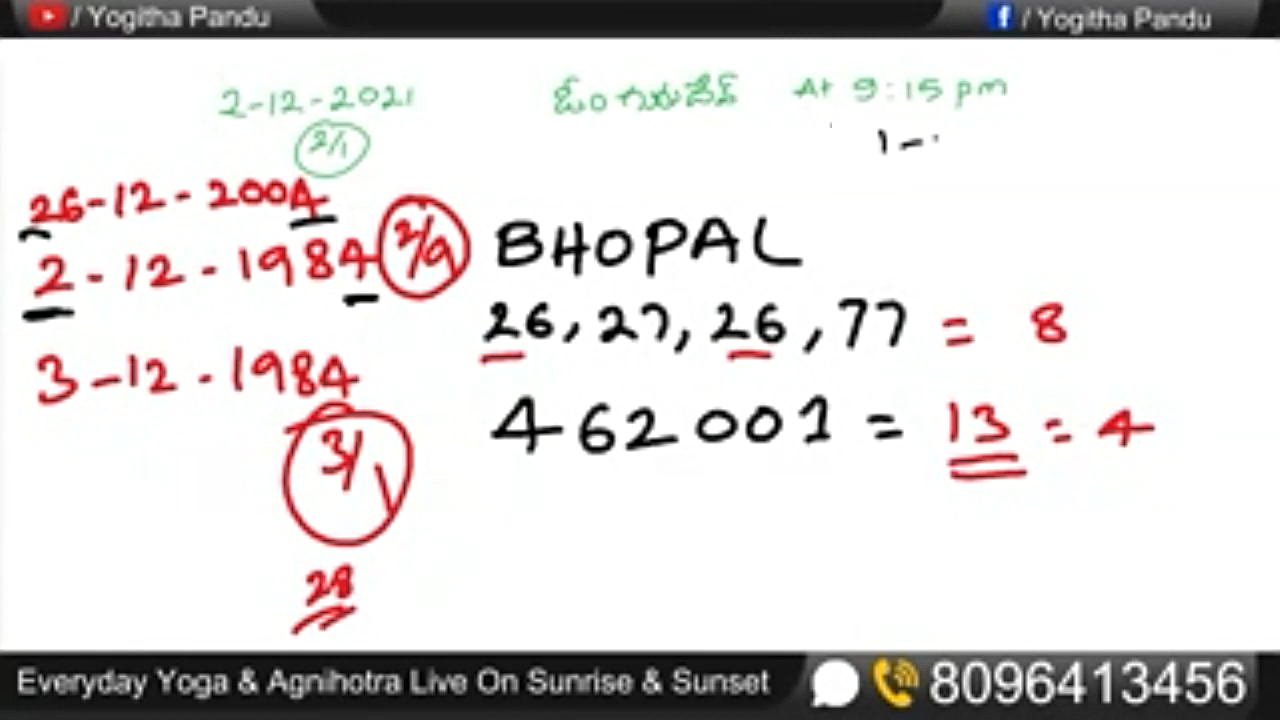 / Yogitha Pandu
f / Yogitha Pandu
2-12-2021 ఓం గురుదేవ్ At 9:15 pm
2/1
1-
26-12-2004
2-12-1984 2/9 BHOPAL
26, 27, 26, 77 = 8
3-12-1984
462001 = 13 = 4
3/1
28
Everyday Yoga & Agnihotra Live On Sunrise & Sunset 8096413456